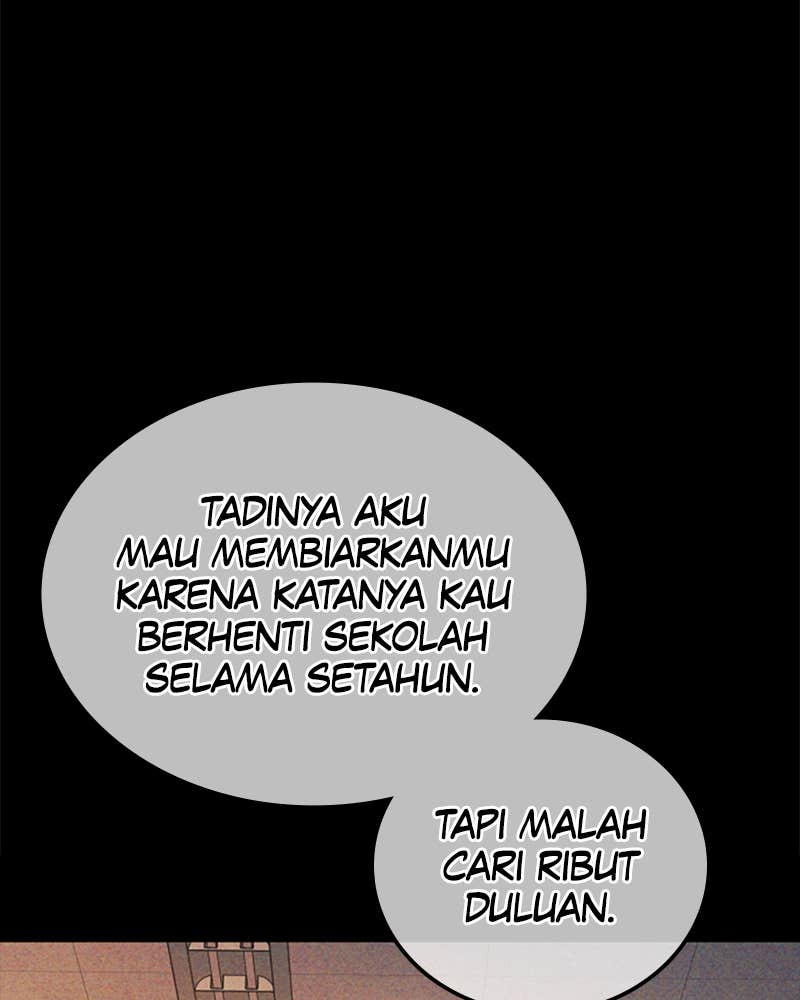 TADINYA AKU
MAU MEMBIARKANMU
KARENA KATANYA KAU
BERHENTI SEKOLAH
SELAMA SETAHUN.
TAPI MALAH
CARI RIBUT
DULUAN.